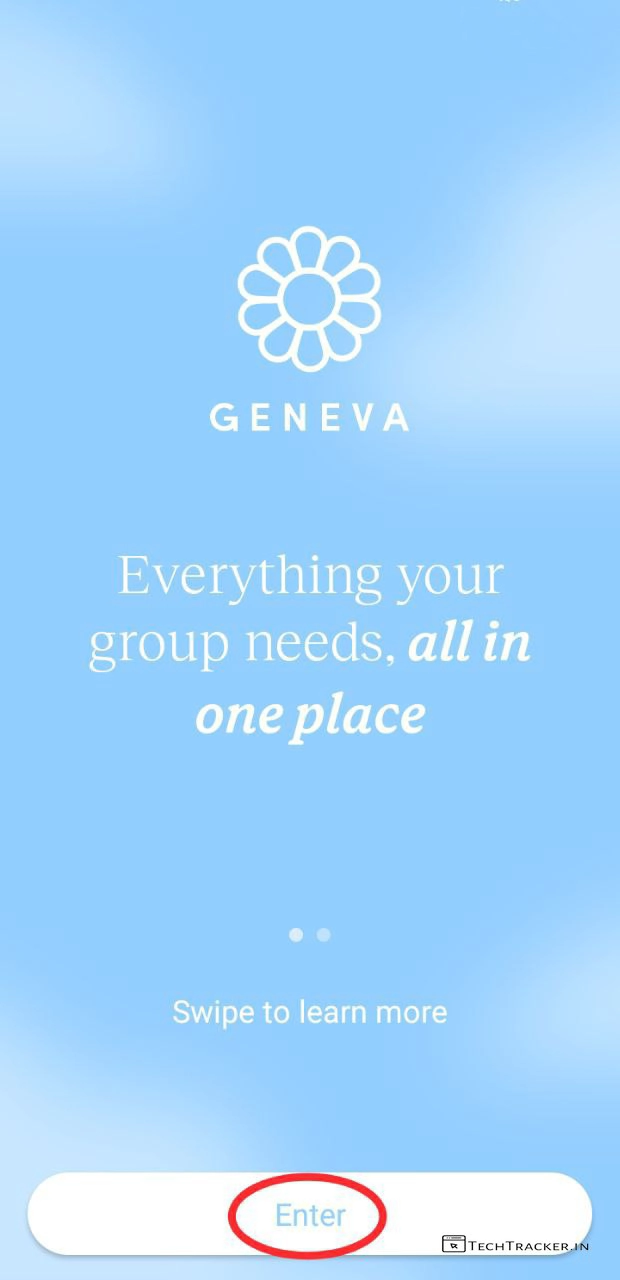 GENEVA
Everything your
group needs, all in
one place
Swipe to learn more
Enter
TECHTRACKER.IN